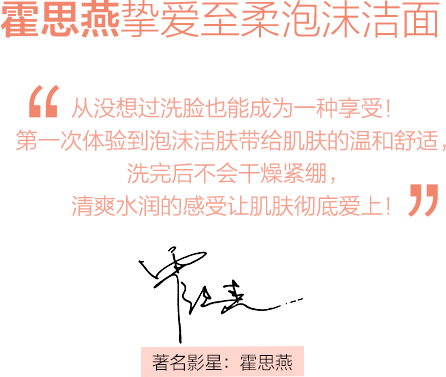 霍思燕挚爱至柔泡沫洁面
“从没想过洗脸也能成为一种享受！
第一次体验到泡沫洁肤带给肌肤的温和舒适，
洗完后不会干燥紧绷，
清爽水润的感受让肌肤彻底爱上！”
霍思燕
著名影星：霍思燕